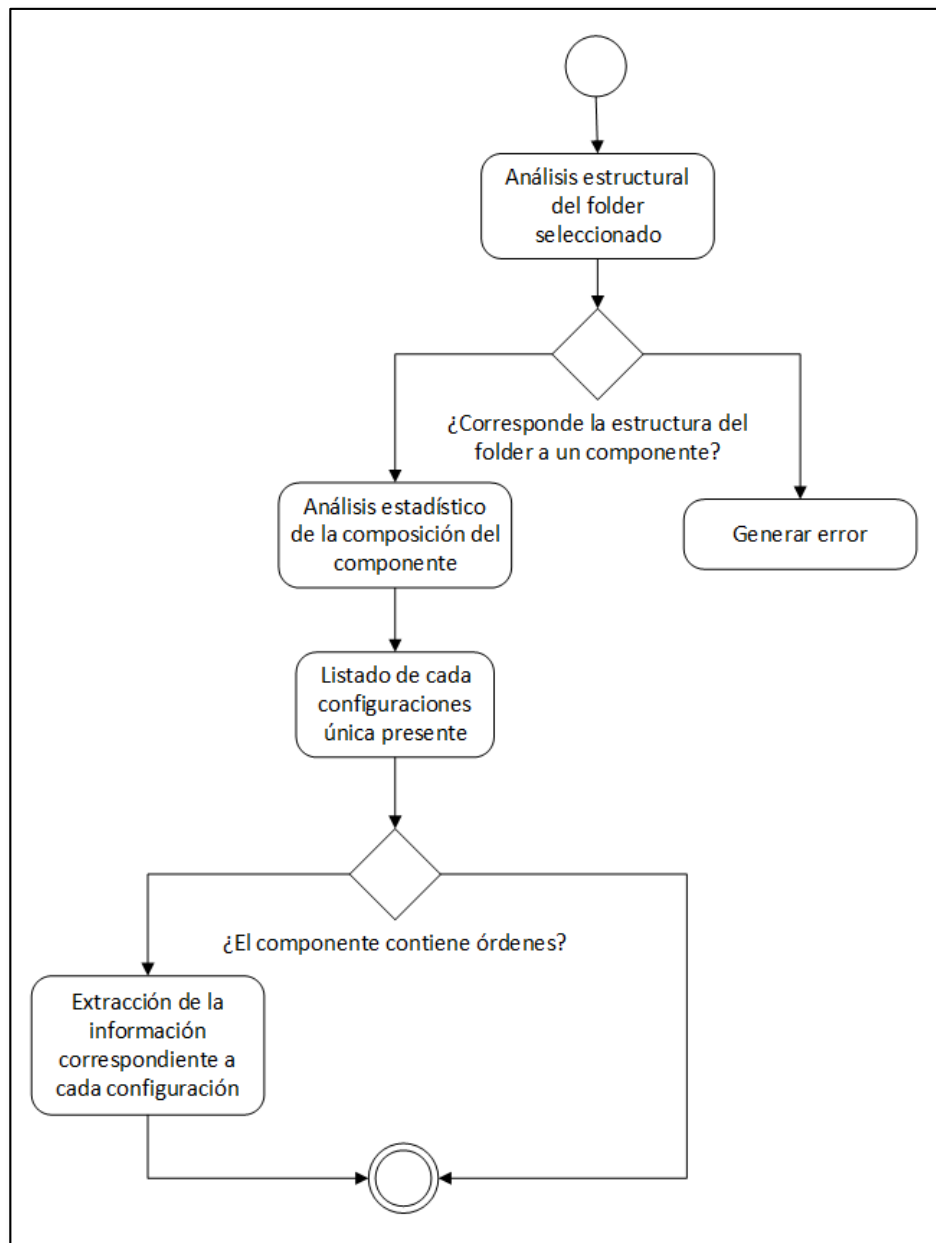 Análisis estructural
del folder
seleccionado
¿Corresponde la estructura del
folder a un componente?
Análisis estadístico
de la composición del
componente
Generar error
Listado de cada
configuraciones
única presente
¿El componente contiene órdenes?
Extracción de la
información
correspondiente a
cada configuración